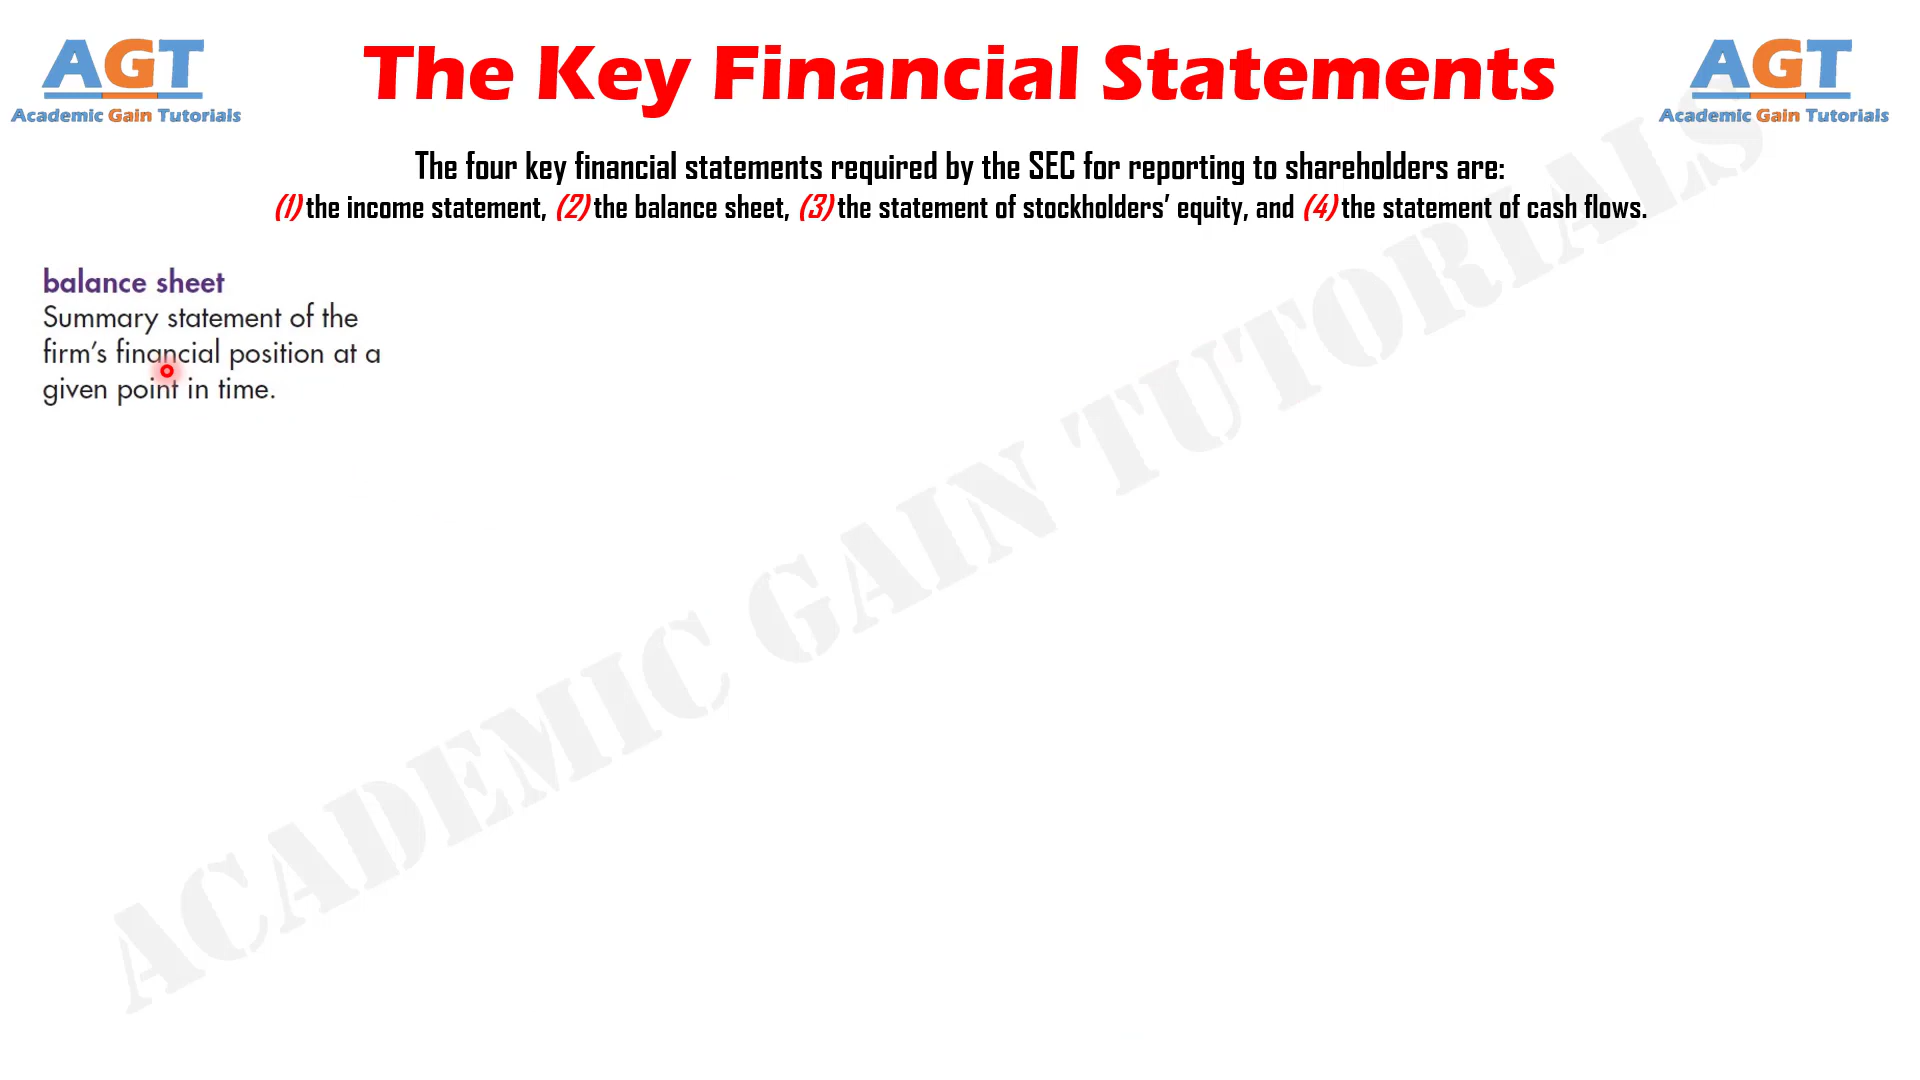 AGT
Academic Gain Tutorials
The Key Financial Statements
AGT
Academic Gain Tutorials
The four key financial statements required by the SEC for reporting to shareholders are:
(1) the income statement, (2) the balance sheet, (3) the statement of stockholders’ equity, and (4) the statement of cash flows.
balance sheet
Summary statement of the
firm’s financial position at a
given point in time.
ACADEMIC GAIN TUTORIALS